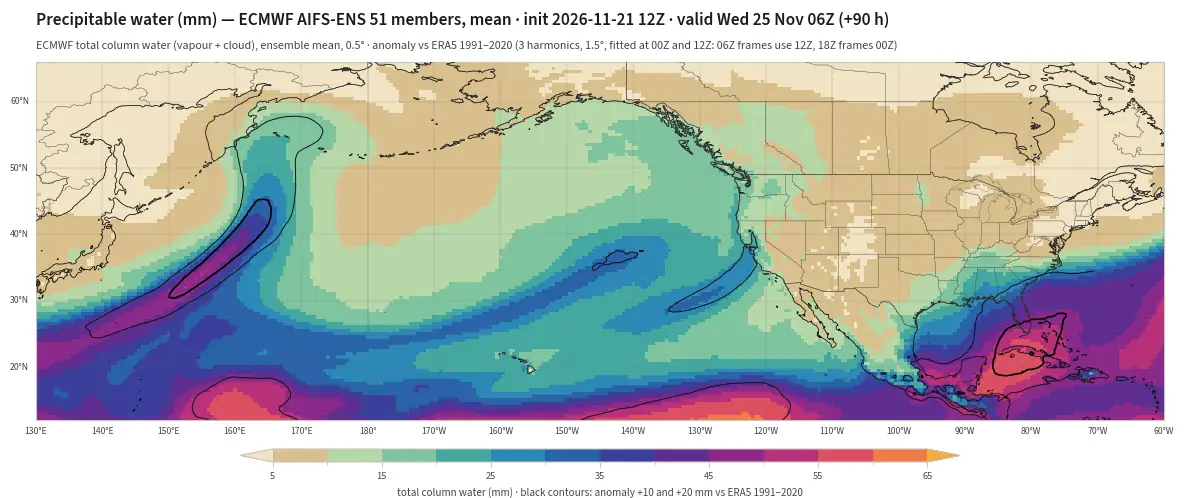 Precipitable water (mm) — ECMWF AIFS-ENS 51 members, mean · init 2026-11-21 12Z · valid Wed 25 Nov 06Z (+90 h)
ECMWF total column water (vapour + cloud), ensemble mean, 0.5° · anomaly vs ERA5 1991–2020 (3 harmonics, 1.5°, fitted at 00Z and 12Z: 06Z frames use 12Z, 18Z frames 00Z)
60°N
50°N
40°N
30°N
20°N
130°E 140°E 150°E 160°E 170°E 180° 170°W 160°W 150°W 140°W 130°W 120°W 110°W 100°W 90°W 80°W 70°W 60°W
5 15 25 35 45 55 65
total column water (mm) · black contours: anomaly +10 and +20 mm vs ERA5 1991–2020